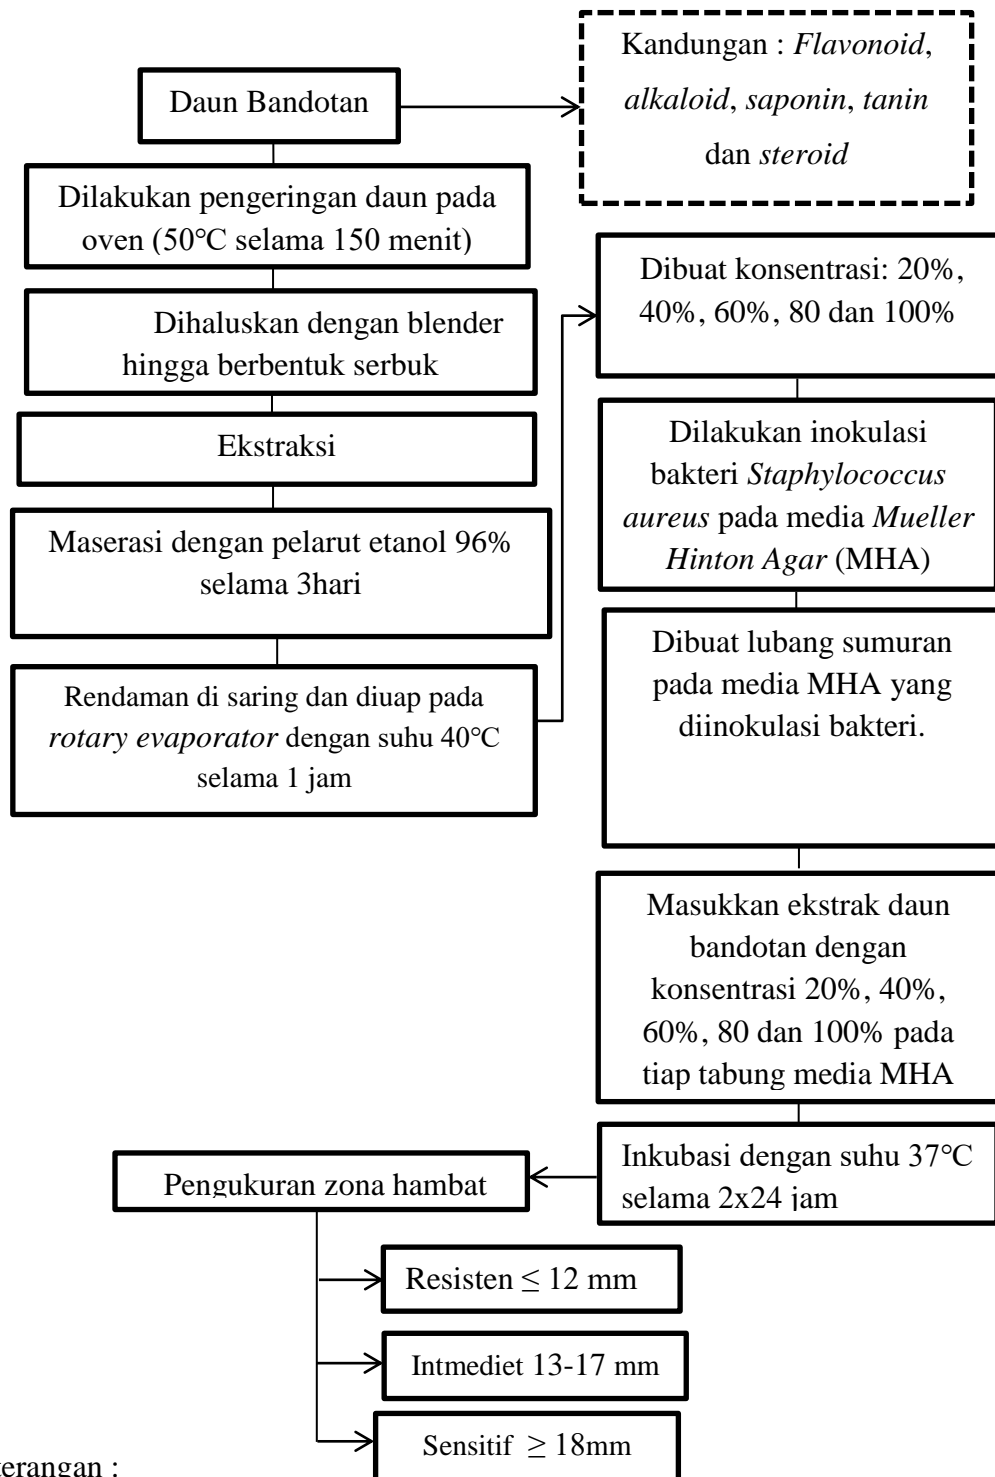 Kandungan : Flavonoid,
alkaloid, saponin, tanin
dan steroid
Daun Bandotan
Dilakukan pengeringan daun pada
oven (50°C selama 150 menit)
Dihaluskan dengan blender
hingga berbentuk serbuk
Ekstraksi
Maserasi dengan pelarut etanol 96%
selama 3hari
Rendaman di saring dan diuap pada
rotary evaporator dengan suhu 40°C
selama 1 jam
Dibuat konsentrasi: 20%,
40%, 60%, 80 dan 100%
Dilakukan inokulasi
bakteri Staphylococcus
aureus pada media Mueller
Hinton Agar (MHA)
Dibuat lubang sumuran
pada media MHA yang
diinokulasi bakteri.
Masukkan ekstrak daun
bandotan dengan
konsentrasi 20%, 40%,
60%, 80 dan 100% pada
tiap tabung media MHA
Inkubasi dengan suhu 37°C
selama 2x24 jam
Pengukuran zona hambat
Resisten ≤ 12 mm
Intmediet 13-17 mm
Sensitif ≥ 18mm
terangan :